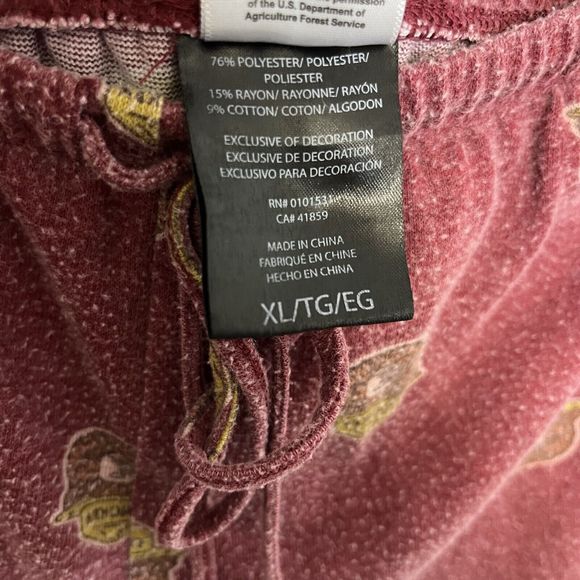 permission
of the U.S. Department of
Agriculture Forest Service
76% POLYESTER/ POLYESTER/
POLIESTER
15% RAYON/ RAYONNE/ RAYÓN
9% COTTON/ COTON/ ALGODON
EXCLUSIVE OF DECORATION
EXCLUSIVE DE DECORATION
EXCLUSIVO PARA DECORACIÓN
RN# 0101531
CA# 41859
MADE IN CHINA
FABRIQUÉ EN CHINE
HECHO EN CHINA
XL/TG/EG